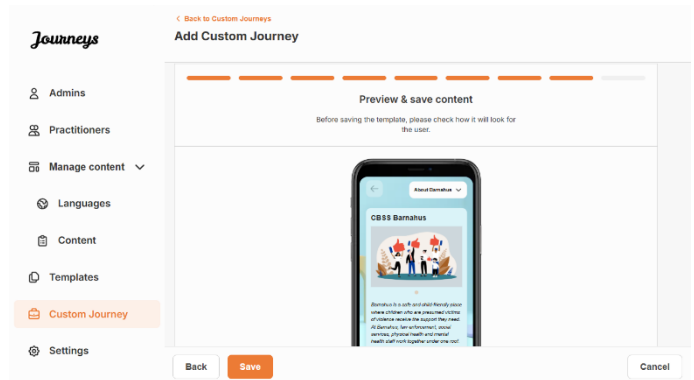 Journeys
Admins
Practitioners
Manage content
Languages
Content
Templates
Custom Journey
Settings
Back to Custom Journeys
Add Custom Journey
Preview & save content
Before saving the template, please check how it will look for
the user.
About Barnahus
CBSS Barnahus
Barnahus is a safe and child-friendly place
where children who are presumed victims
of violence receive the support they need.
At Barnahus, law enforcement, social
services, physical health and mental
health staff work together under one roof.
Back
Save
Cancel